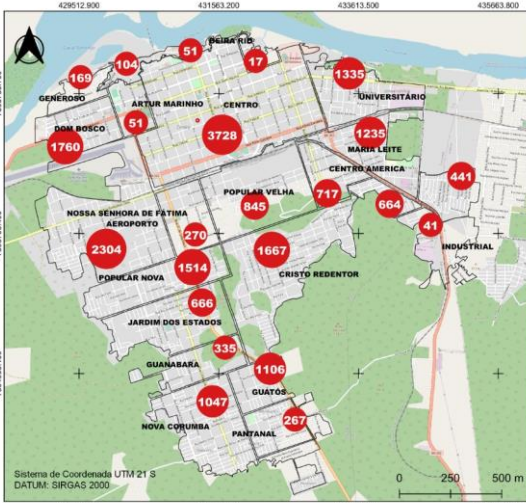 429512.900 431563.200 433613.500 435663.800
BEIRA RIO
51
17
104
169
1335
GENEROSO
ARTUR MARINHO
CENTRO
UNIVERSITÁRIO
51
DOM BOSCO
3728
1235
1760
MARIA LEITE
CENTRO AMERICA
441
POPULAR VELHA
717
845
664
NOSSA SENHORA DE FÁTIMA
AEROPORTO
41
270
2304
1667
INDUSTRIAL
1514
POPULAR NOVA
CRISTO REDENTOR
666
JARDIM DOS ESTADOS
335
GUANABARA
1106
GUATÓS
1047
267
NOVA CORUMBA
PANTANAL
Sistema de Coordenada UTM 21 S
DATUM: SIRGAS 2000
0 250 500 m